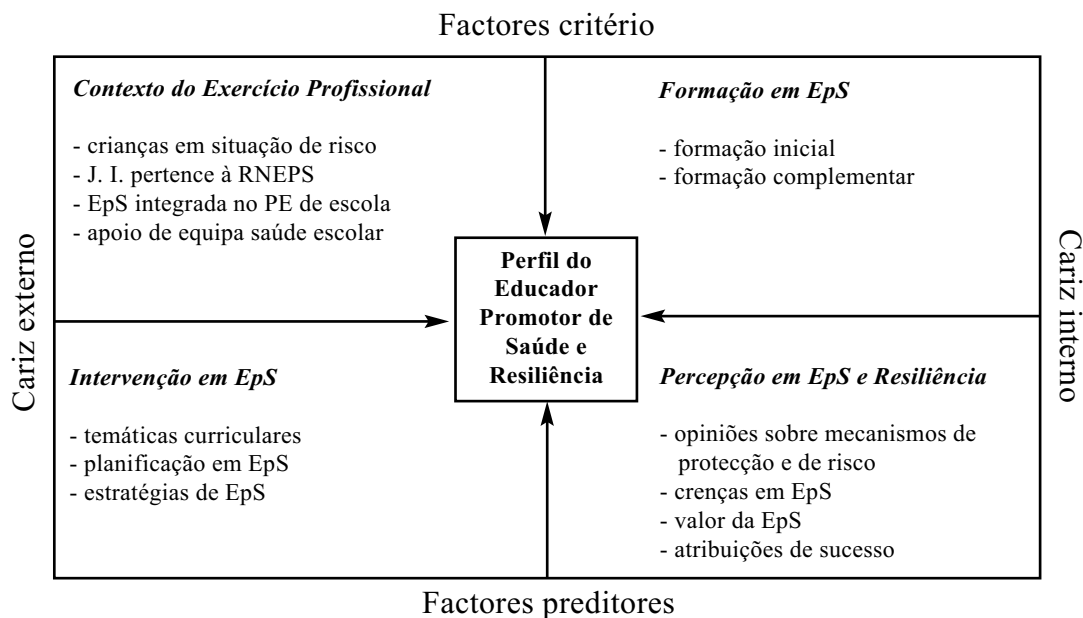 Factores critério
Contexto do Exercício Profissional
- crianças em situação de risco
- J. I. pertence à RNEPS
- EpS integrada no PE de escola
- apoio de equipa saúde escolar
Formação em EpS
- formação inicial
- formação complementar
Cariz externo
Perfil do
Educador
Promotor de
Saúde e
Resiliência
Cariz interno
Intervenção em EpS
- temáticas curriculares
- planificação em EpS
- estratégias de EpS
Percepção em EpS e Resiliência
- opiniões sobre mecanismos de
protecção e de risco
- crenças em EpS
- valor da EpS
- atribuições de sucesso
Factores preditores